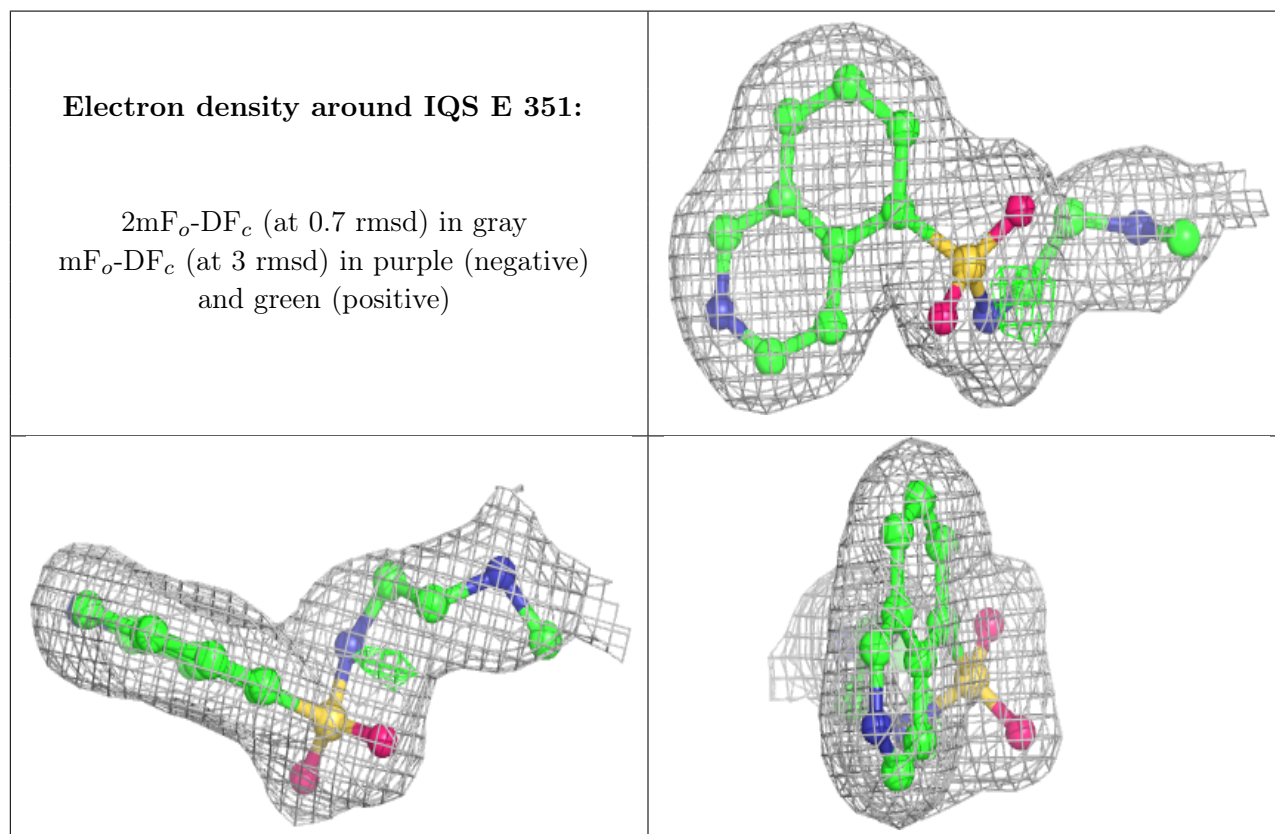 Electron density around IQS E 351:
2mFo-DFc (at 0.7 rmsd) in gray
mFo-DFc (at 3 rmsd) in purple (negative)
and green (positive)